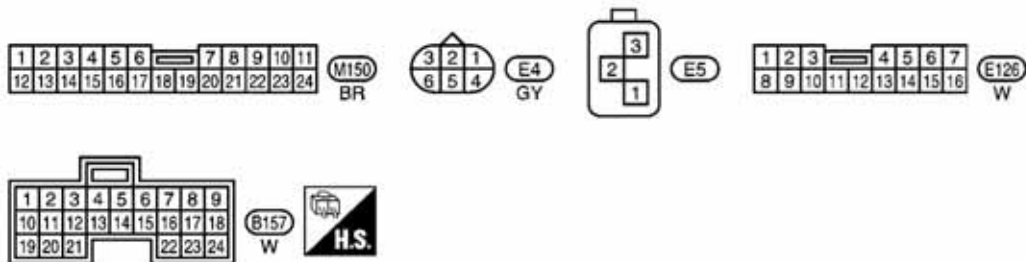 1 2 3 4 5 6 7 8 9 10 11
12 13 14 15 16 17 18 19 20 21 22 23 24
M150
BR
3 2 1
6 5 4
E4
GY
3
2
1
E5
1 2 3 4 5 6 7
8 9 10 11 12 13 14 15 16
E126
W
1 2 3 4 5 6 7 8 9
10 11 12 13 14 15 16 17 18
19 20 21 22 23 24
B157
W
H.S.